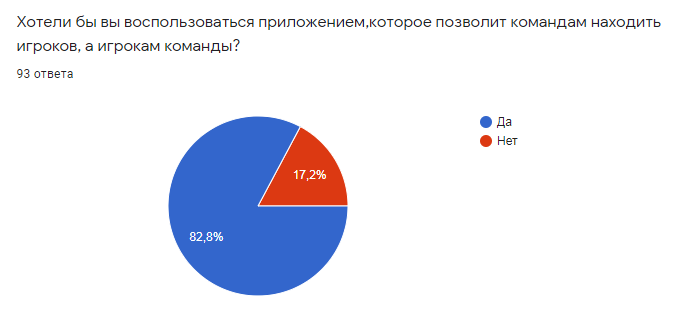 Хотели бы вы воспользоваться приложением,которое позволит командам находить
игроков, а игрокам команды?
93 ответа
Да
Нет
17,2%
82,8%